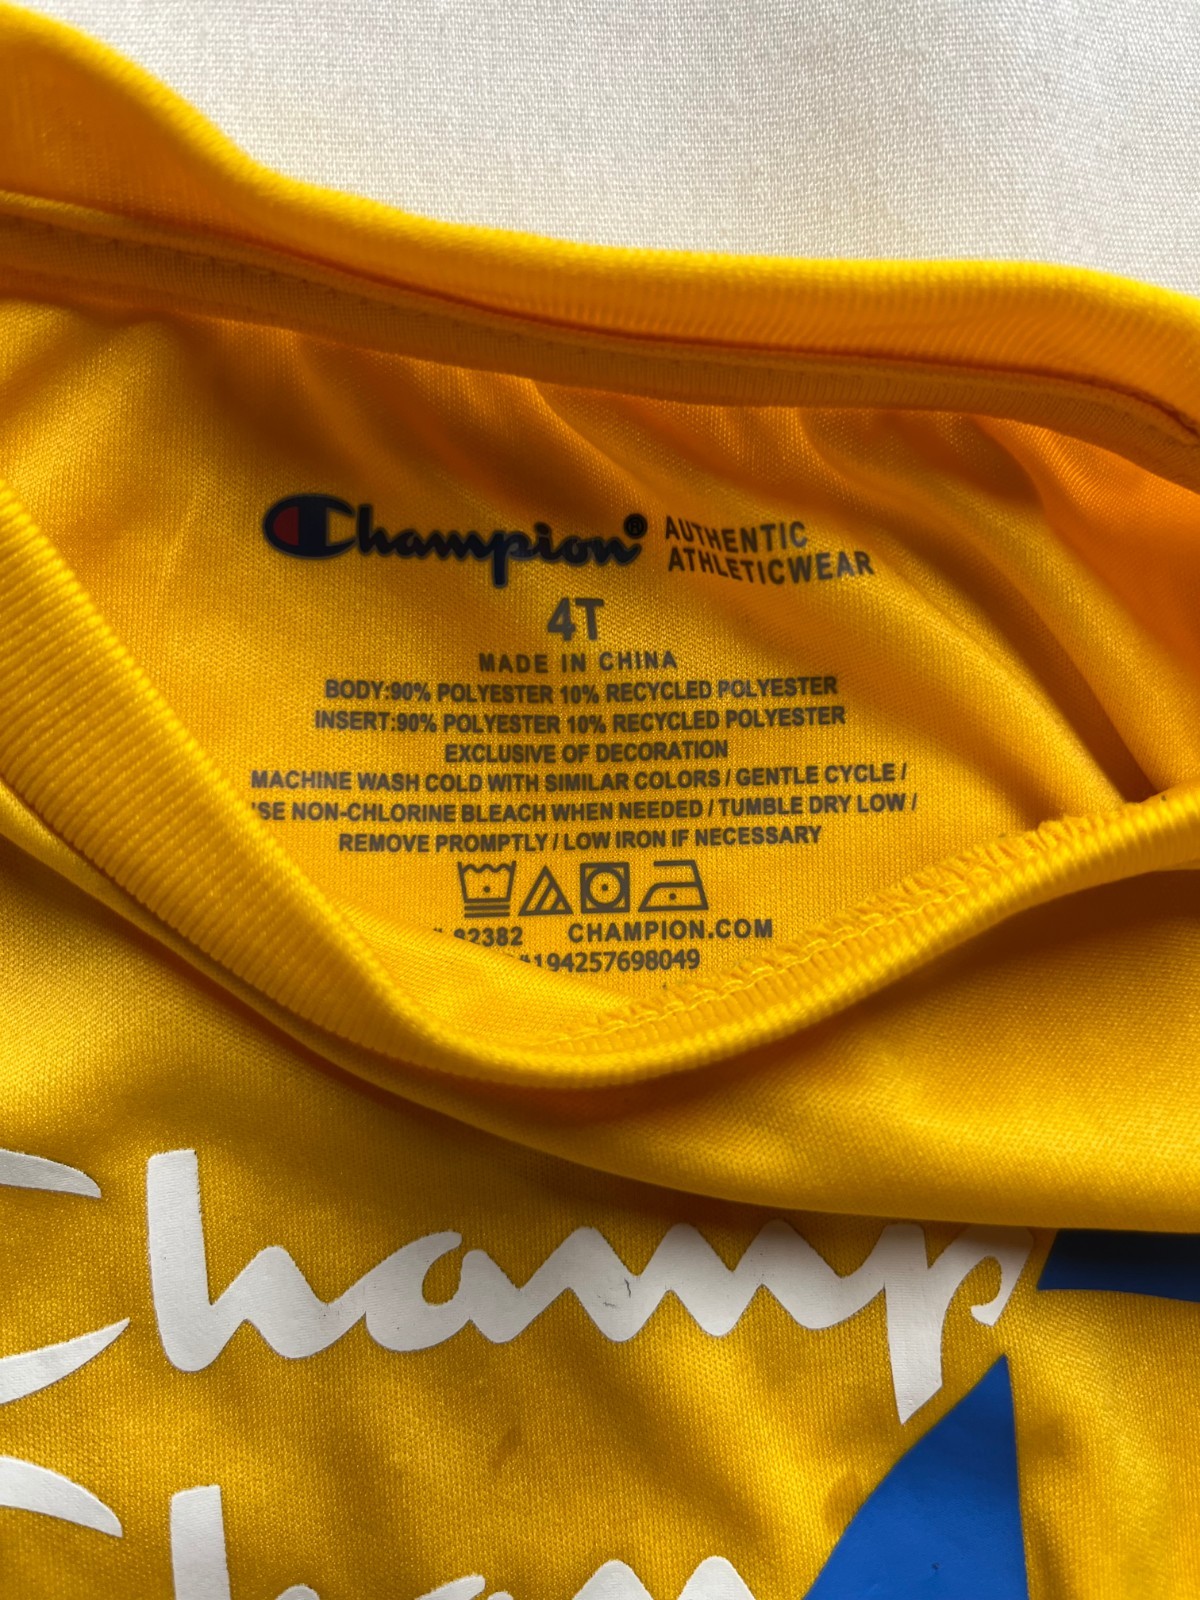 Champion® AUTHENTIC
ATHLETICWEAR
4T
MADE IN CHINA
BODY:90% POLYESTER 10% RECYCLED POLYESTER
INSERT:90% POLYESTER 10% RECYCLED POLYESTER
EXCLUSIVE OF DECORATION
MACHINE WASH COLD WITH SIMILAR COLORS / GENTLE CYCLE /
NON-CHLORINE BLEACH WHEN NEEDED / TUMBLE DRY LOW /
REMOVE PROMPTLY / LOW IRON IF NECESSARY
82382 CHAMPION.COM
#194257698049
Champ